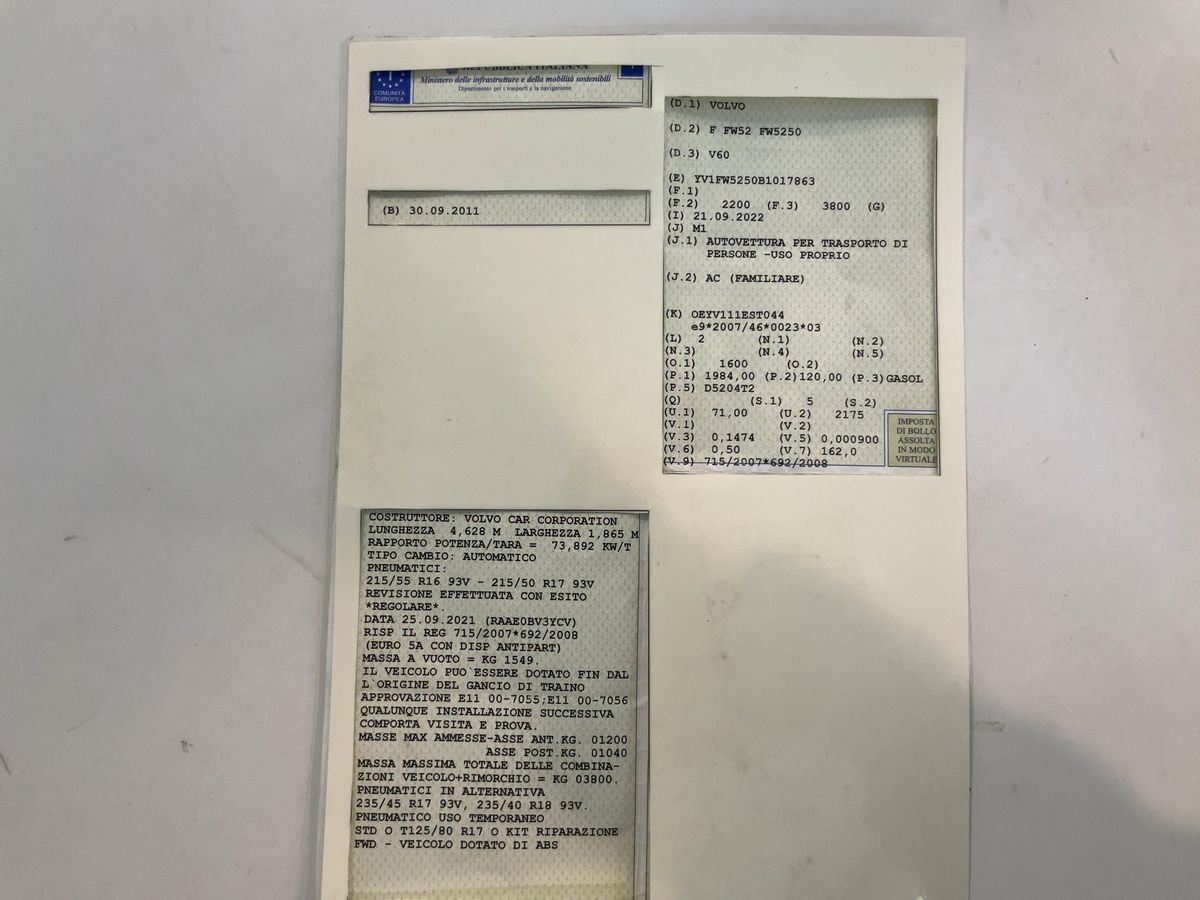 REPUBBLICA ITALIANA
Ministero delle infrastrutture e della mobilità sostenibili
Dipartimento per i trasporti e la navigazione
COMUNITÀ
EUROPEA
(B) 30.09.2011
COSTRUTTORE: VOLVO CAR CORPORATION
LUNGHEZZA 4,628 M LARGHEZZA 1,865 M
RAPPORTO POTENZA/TARA = 73,892 KW/T
TIPO CAMBIO: AUTOMATICO
PNEUMATICI:
215/55 R16 93V - 215/50 R17 93V
REVISIONE EFFETTUATA CON ESITO
*REGOLARE*.
DATA 25.09.2021 (RAAE0BV3YCV)
RISP IL REG 715/2007*692/2008
(EURO 5A CON DISP ANTIPART)
MASSA A VUOTO = KG 1549.
IL VEICOLO PUO`ESSERE DOTATO FIN DAL
L`ORIGINE DEL GANCIO DI TRAINO
APPROVAZIONE E11 00-7055;E11 00-7056
QUALUNQUE INSTALLAZIONE SUCCESSIVA
COMPORTA VISITA E PROVA.
MASSE MAX AMMESSE-ASSE ANT.KG. 01200
ASSE POST.KG. 01040
MASSA MASSIMA TOTALE DELLE COMBINA-
ZIONI VEICOLO+RIMORCHIO = KG 03800.
PNEUMATICI IN ALTERNATIVA
235/45 R17 93V, 235/40 R18 93V.
PNEUMATICO USO TEMPORANEO
STD O T125/80 R17 O KIT RIPARAZIONE
FWD - VEICOLO DOTATO DI ABS
(D.1) VOLVO
(D.2) F FW52 FW5250
(D.3) V60
(E) YV1FW5250B1017863
(F.1)
(F.2) 2200 (F.3) 3800 (G)
(I) 21.09.2022
(J) M1
(J.1) AUTOVETTURA PER TRASPORTO DI
PERSONE -USO PROPRIO
(J.2) AC (FAMILIARE)
(K) OEYV111EST044
e9*2007/46*0023*03
(L) 2 (N.1) (N.2)
(N.3) (N.4) (N.5)
(O.1) 1600 (O.2)
(P.1) 1984,00 (P.2)120,00 (P.3)GASOL
(P.5) D5204T2
(Q) (S.1) 5 (S.2)
(U.1) 71,00 (U.2) 2175
(V.1) (V.2)
(V.3) 0,1474 (V.5) 0,000900
(V.6) 0,50 (V.7) 162,0
(V.9) 715/2007*692/2008
IMPOSTA
DI BOLLO
ASSOLTA
IN MODO
VIRTUALE